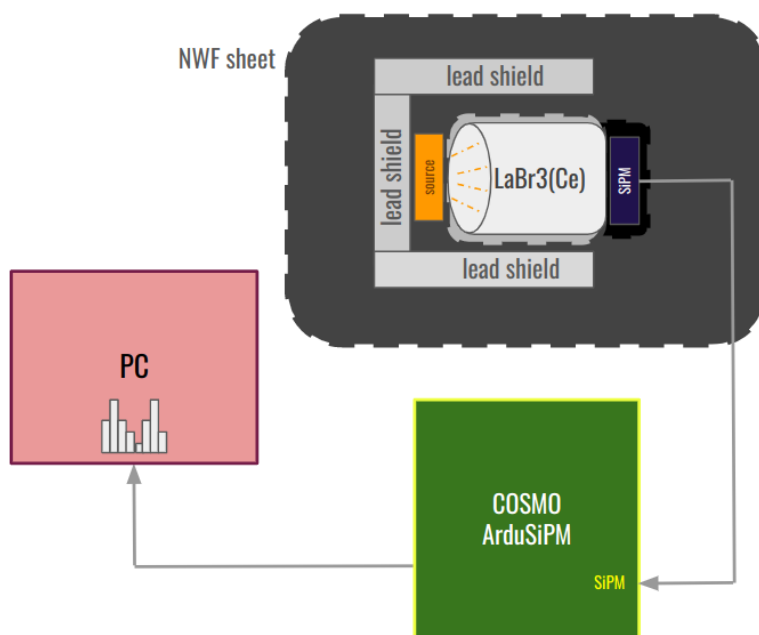 NWF sheet
lead shield
lead shield
source
LaBr3(Ce)
SiPM
lead shield
PC
COSMO
ArduSiPM
SiPM